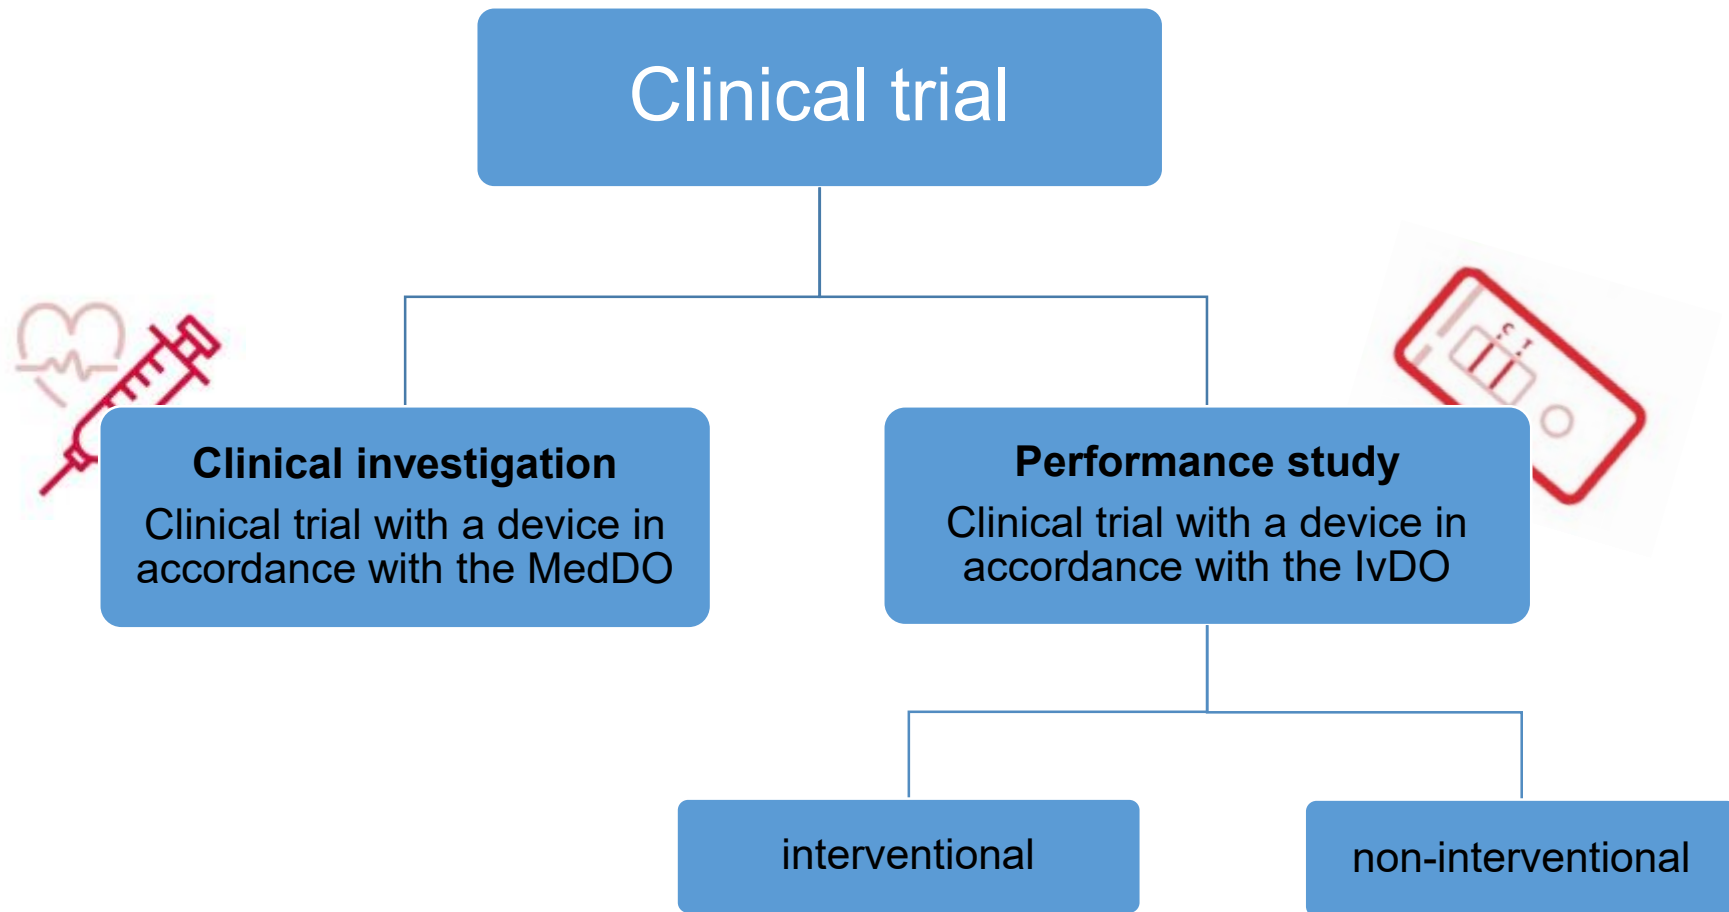 Clinical trial
C T
Clinical investigation
Clinical trial with a device in
accordance with the MedDO
Performance study
Clinical trial with a device in
accordance with the IvDO
interventional
non-interventional